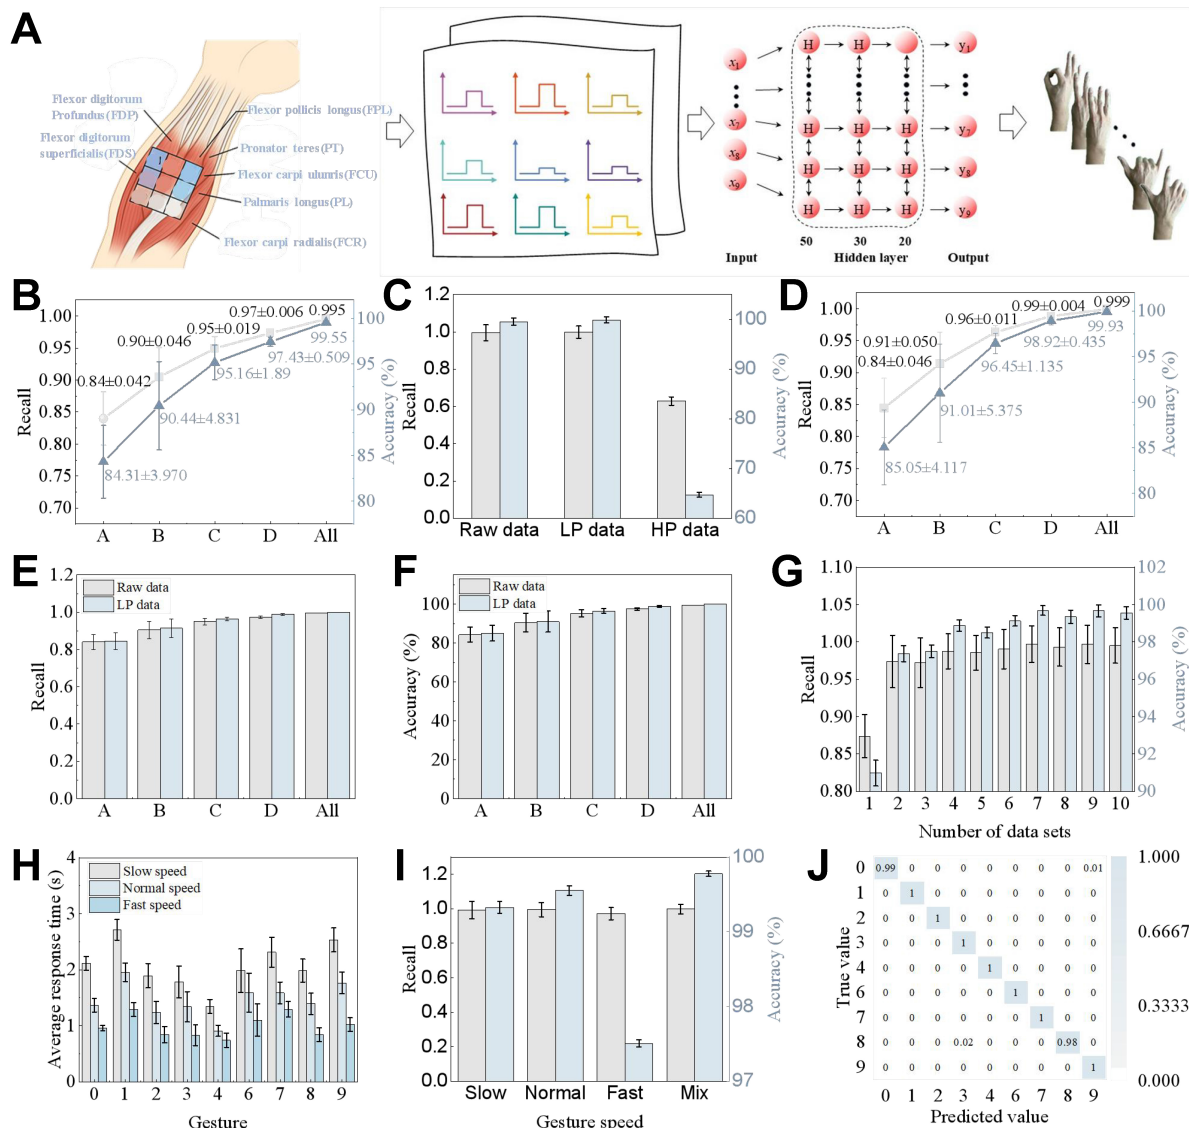 A
Flexor digitorum
Profundus(FDP)
Flexor digitorum
superficialis(FDS)
1
Flexor pollicis longus(FPL)
Pronator teres(PT)
Flexor carpi ulunris(FCU)
Palmaris longus(PL)
Flexor carpi radialis(FCR)
x1 H H y1
x7 H H H y7
x8 H H H y8
x9 H H H y9
50 30 20
Input Hidden layer Output
B
Recall
1.00
0.95
0.90
0.85
0.80
0.75
0.70
0.84±0.042
0.90±0.046
0.95±0.019
0.97±0.006
0.995
84.31±3.970
90.44±4.831
95.16±1.89
97.43±0.509
99.55
A B C D All
100
95
90
85
80
Accuracy (%)
C
Recall
1.2
1.0
0.8
0.6
0.4
0.2
0.0
Raw data LP data HP data
100
90
80
70
60
Accuracy (%)
D
Recall
1.00
0.95
0.90
0.85
0.80
0.75
0.70
0.91±0.050
0.84±0.046
0.96±0.011
0.99±0.004
0.999
85.05±4.117
91.01±5.375
96.45±1.135
98.92±0.435
99.93
A B C D All
100
95
90
85
80
Accuracy (%)
E
Recall
1.2
1.0
0.8
0.6
0.4
0.2
0.0
Raw data
LP data
A B C D All
F
Accuracy (%)
100
80
60
40
20
0
Raw data
LP data
A B C D All
G
Recall
1.10
1.05
1.00
0.95
0.90
0.85
0.80
1 2 3 4 5 6 7 8 9 10
Number of data sets
102
100
98
96
94
92
90
Accuracy (%)
H
Average response time (s)
4
3
2
1
0
Slow speed
Normal speed
Fast speed
0 1 2 3 4 6 7 8 9
Gesture
I
Recall
1.2
1.0
0.8
0.6
0.4
0.2
0.0
Slow Normal Fast Mix
Gesture speed
100
99
98
97
Accuracy (%)
J
True value
0 0.99 0 0 0 0 0 0 0 0.01
1 0 1 0 0 0 0 0 0 0
2 0 0 1 0 0 0 0 0 0
3 0 0 0 1 0 0 0 0 0
4 0 0 0 0 1 0 0 0 0
6 0 0 0 0 0 1 0 0 0
7 0 0 0 0 0 0 1 0 0
8 0 0 0 0.02 0 0 0 0.98 0
9 0 0 0 0 0 0 0 0 1
0 1 2 3 4 6 7 8 9
Predicted value
1.000
0.6667
0.3333
0.000